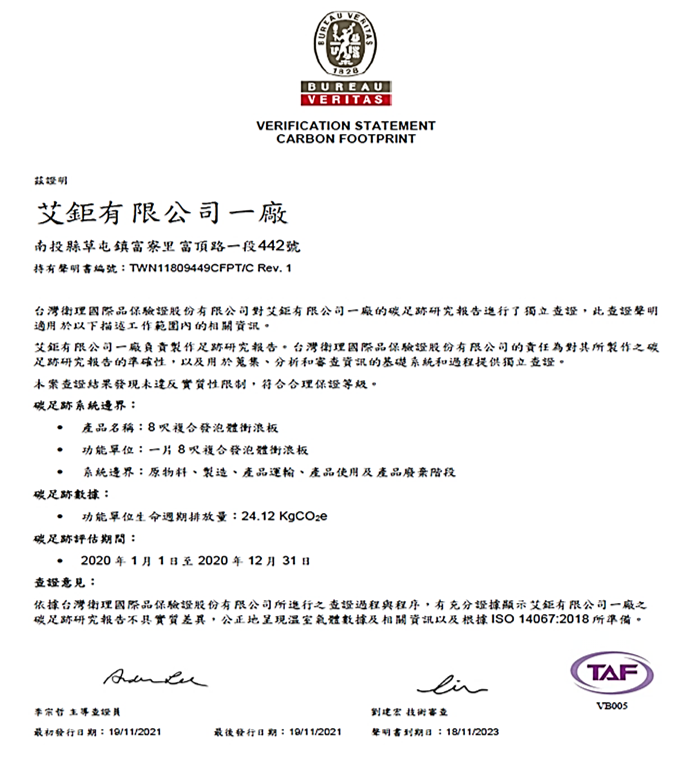 BUREAU VERITAS
1828
BUREAU
VERITAS
VERIFICATION STATEMENT
CARBON FOOTPRINT
茲證明
艾鉅有限公司一廠
南投縣草屯鎮富寮里富頂路一段442號
持有聲明書編號：TWN11809449CFPT/C Rev. 1
台灣衛理國際品保驗證股份有限公司對艾鉅有限公司一廠的碳足跡研究報告進行了獨立查證，此查證聲明
適用於以下描述工作範圍內的相關資訊。
艾鉅有限公司一廠負責製作足跡研究報告。台灣衛理國際品保驗證股份有限公司的責任為對其所製作之碳
足跡研究報告的準確性，以及用於蒐集、分析和審查資訊的基礎系統和過程提供獨立查證。
本案查證結果發現未違反實質性限制，符合合理保證等級。
碳足跡系統邊界：
• 產品名稱：8 呎複合發泡體衝浪板
• 功能單位：一片 8 呎複合發泡體衝浪板
• 系統邊界：原物料、製造、產品運輸、產品使用及產品廢棄階段
碳足跡數據：
• 功能單位生命週期排放量：24.12 KgCO₂e
碳足跡評估期間：
• 2020 年 1 月 1 日至 2020 年 12 月 31 日
查證意見：
依據台灣衛理國際品保驗證股份有限公司所進行之查證過程與程序，有充分證據顯示艾鉅有限公司一廠之
碳足跡研究報告不具實質差異，公正地呈現溫室氣體數據及相關資訊以及根據 ISO 14067:2018 所準備。
TAF
VB005
李宗哲 主導查證員
劉建宏 技術審查
最初發行日期：19/11/2021
最後發行日期：19/11/2021
聲明書到期日：18/11/2023